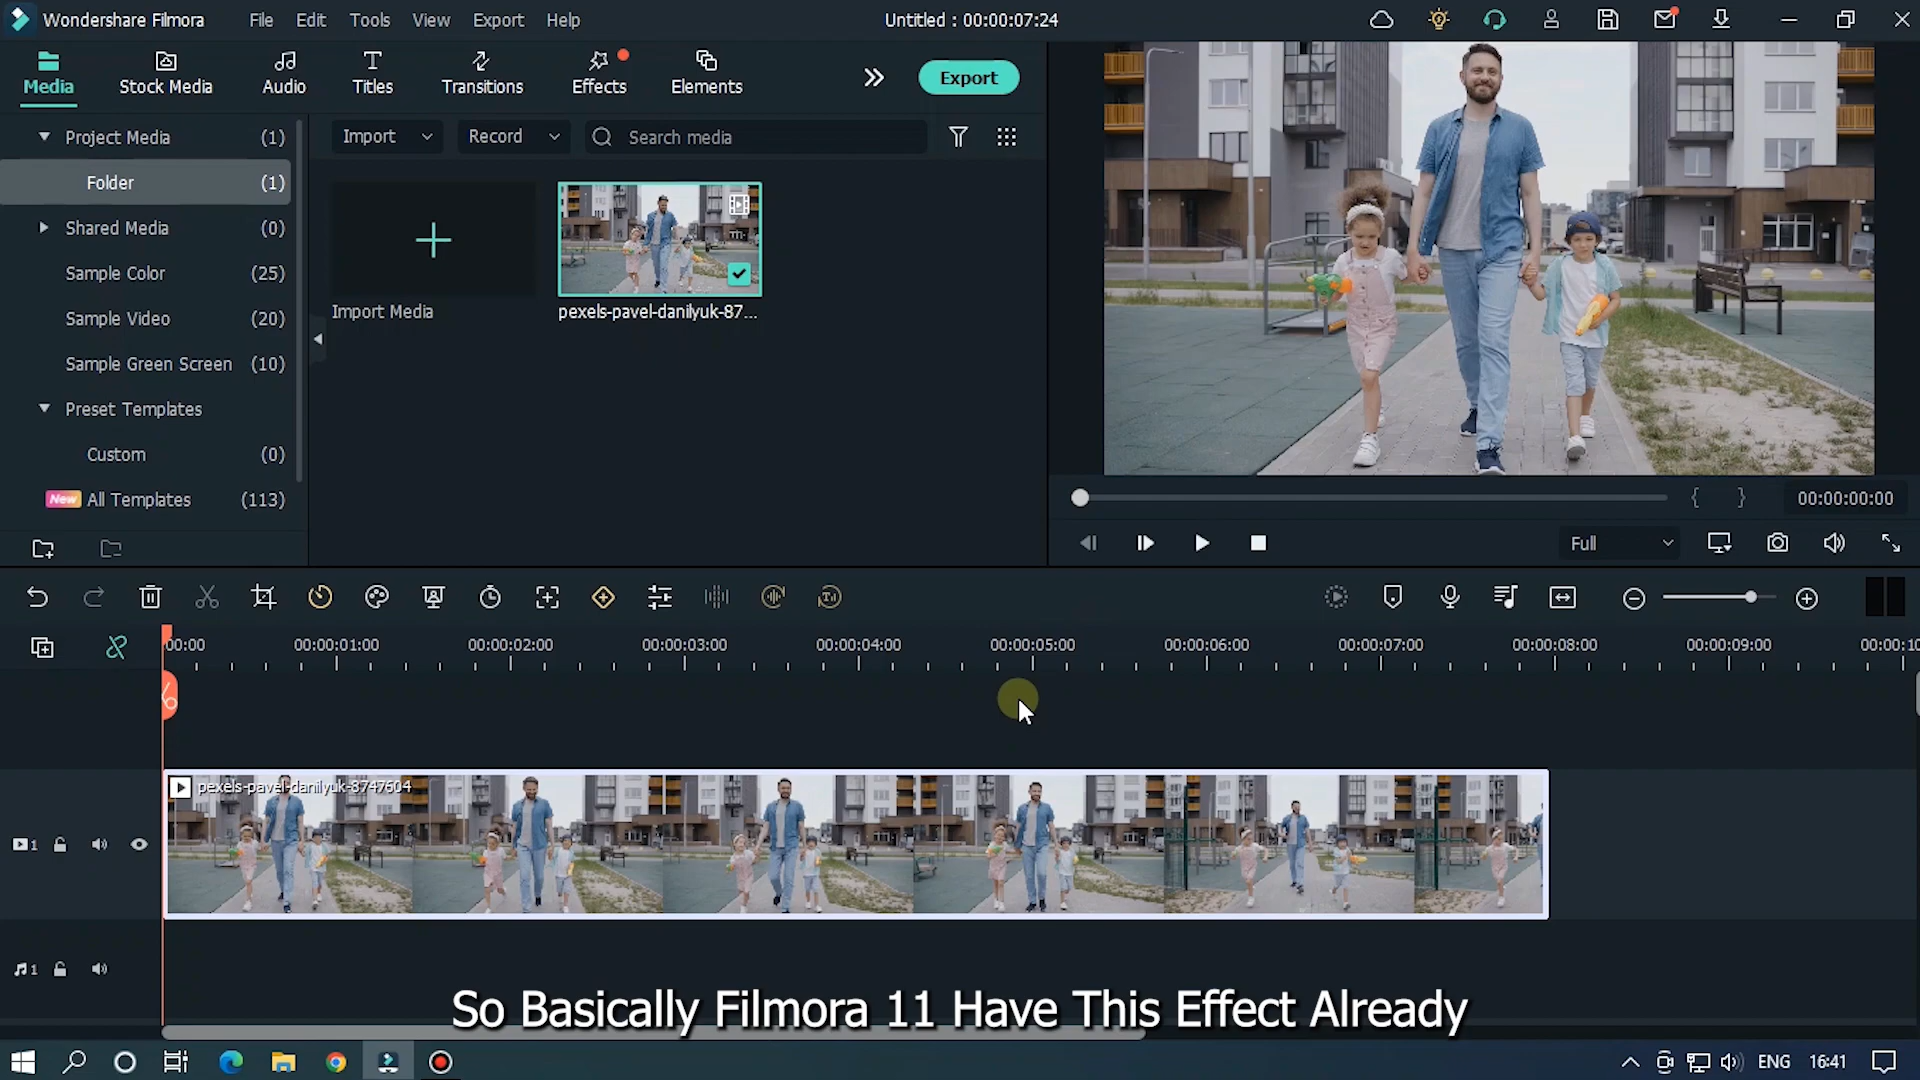 Wondershare Filmora File Edit Tools View Export Help Untitled : 00:00:07:24
Media Stock Media Audio Titles Transitions Effects Elements Export
Project Media (1)
Folder (1)
Shared Media (0)
Sample Color (25)
Sample Video (20)
Sample Green Screen (10)
Preset Templates
Custom (0)
New All Templates (113)
Import Record Search media
Import Media pexels-pavel-danilyuk-87...
{ } 00:00:00:00
Full
00:00 00:00:01:00 00:00:02:00 00:00:03:00 00:00:04:00 00:00:05:00 00:00:06:00 00:00:07:00 00:00:08:00 00:00:09:00 00:00:10
pexels-pavel-danilyuk-8747604
1
1
So Basically Filmora 11 Have This Effect Already
ENG 16:41